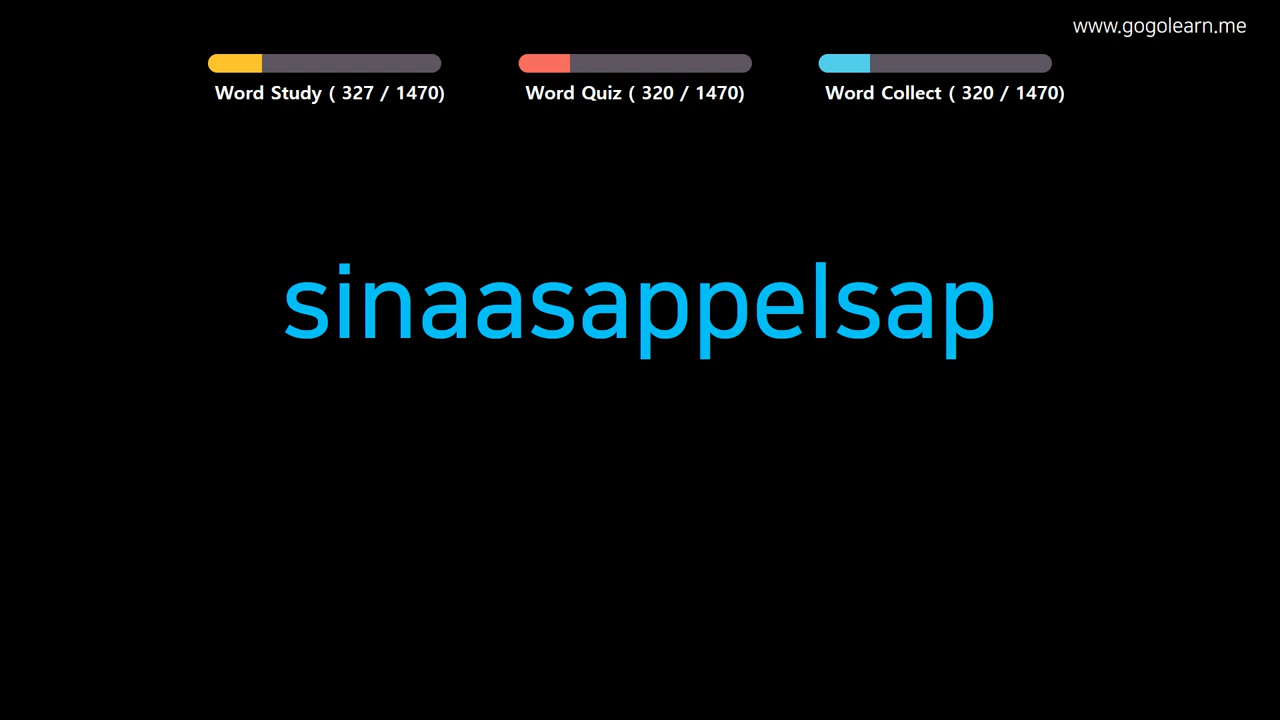 www.gogolearn.me
Word Study ( 327 / 1470) Word Quiz ( 320 / 1470) Word Collect ( 320 / 1470)
sinaasappelsap